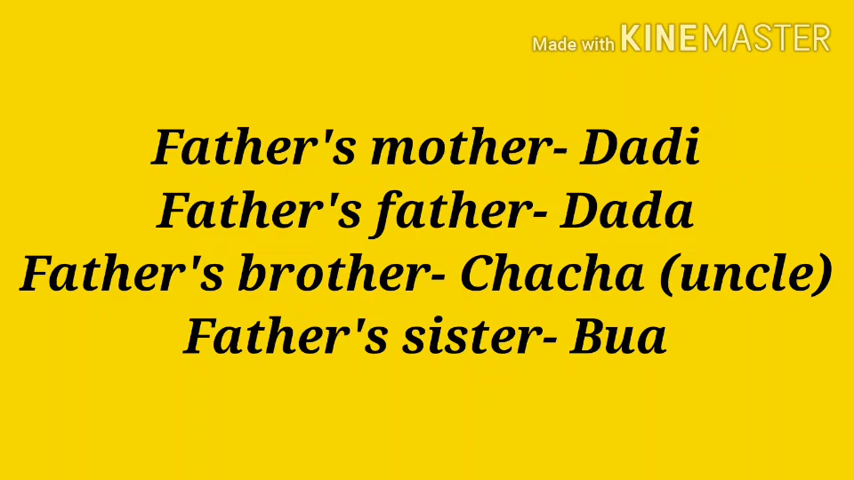 Made with KINEMASTER
Father's mother- Dadi
Father's father- Dada
Father's brother- Chacha (uncle)
Father's sister- Bua